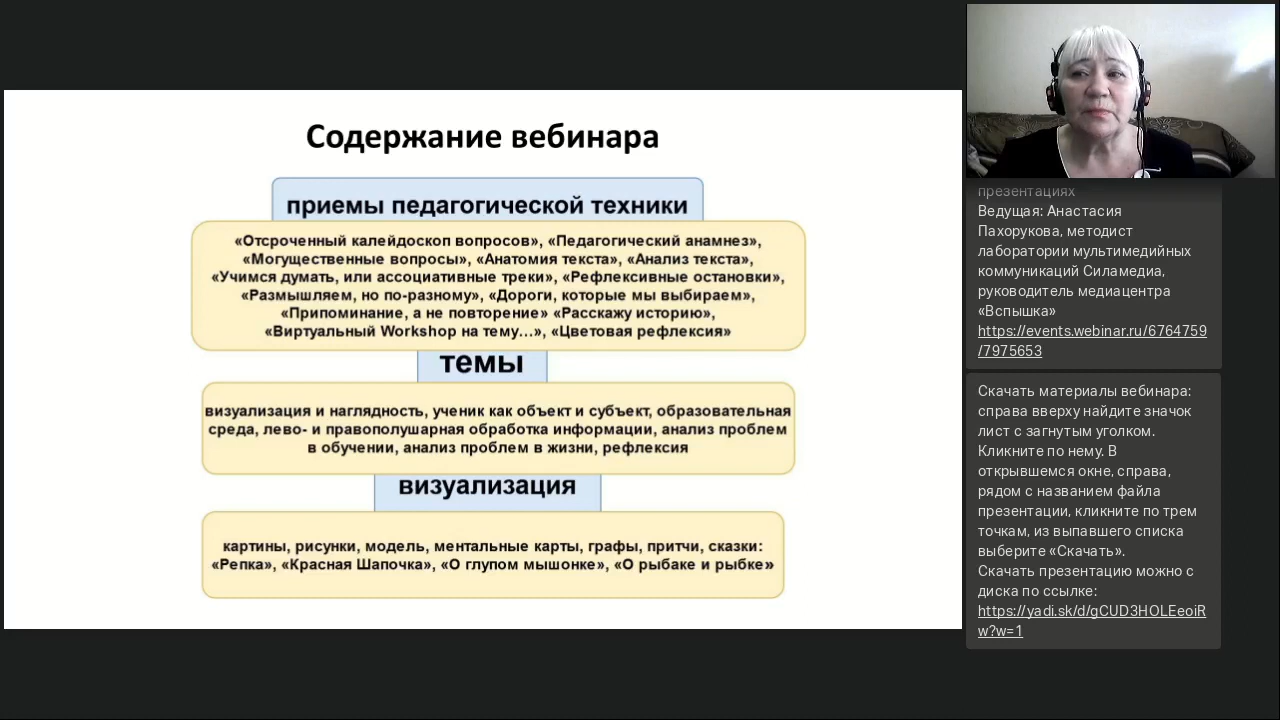 Содержание вебинара
приемы педагогической техники
«Отсроченный калейдоскоп вопросов», «Педагогический анамнез»,
«Могущественные вопросы», «Анатомия текста», «Анализ текста»,
«Учимся думать, или ассоциативные треки», «Рефлексивные остановки»,
«Размышляем, но по-разному», «Дороги, которые мы выбираем»,
«Припоминание, а не повторение» «Расскажу историю»,
«Виртуальный Workshop на тему...», «Цветовая рефлексия»
темы
визуализация и наглядность, ученик как объект и субъект, образовательная
среда, лево- и правополушарная обработка информации, анализ проблем
в обучении, анализ проблем в жизни, рефлексия
визуализация
картины, рисунки, модель, ментальные карты, графы, притчи, сказки:
«Репка», «Красная Шапочка», «О глупом мышонке», «О рыбаке и рыбке»
презентациях
Ведущая: Анастасия
Пахорукова, методист
лаборатории мультимедийных
коммуникаций Силамедиа,
руководитель медиацентра
«Вспышка»
https://events.webinar.ru/6764759
/7975653
Скачать материалы вебинара:
справа вверху найдите значок
лист с загнутым уголком.
Кликните по нему. В
открывшемся окне, справа,
рядом с названием файла
презентации, кликните по трем
точкам, из выпавшего списка
выберите «Скачать».
Скачать презентацию можно с
диска по ссылке:
https://yadi.sk/d/gCUD3HOLEeoiR
w?w=1